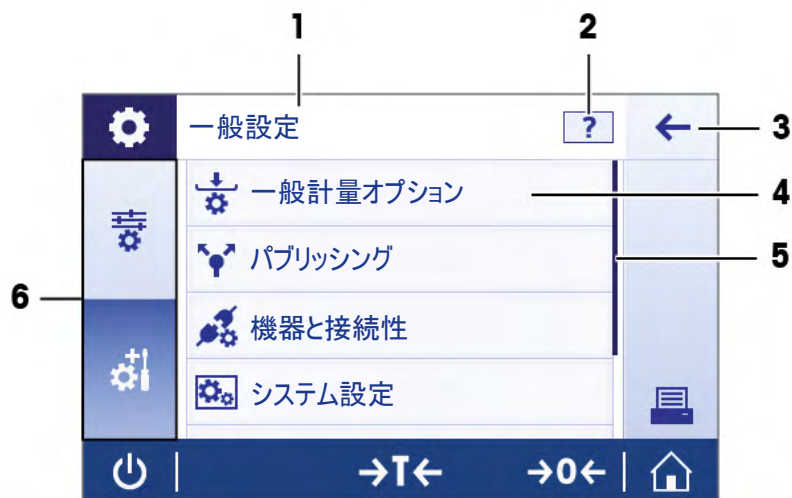 1
2
一般設定
?
3
一般計量オプション
4
パブリッシング
5
6
機器と接続性
システム設定
→T←
→0←